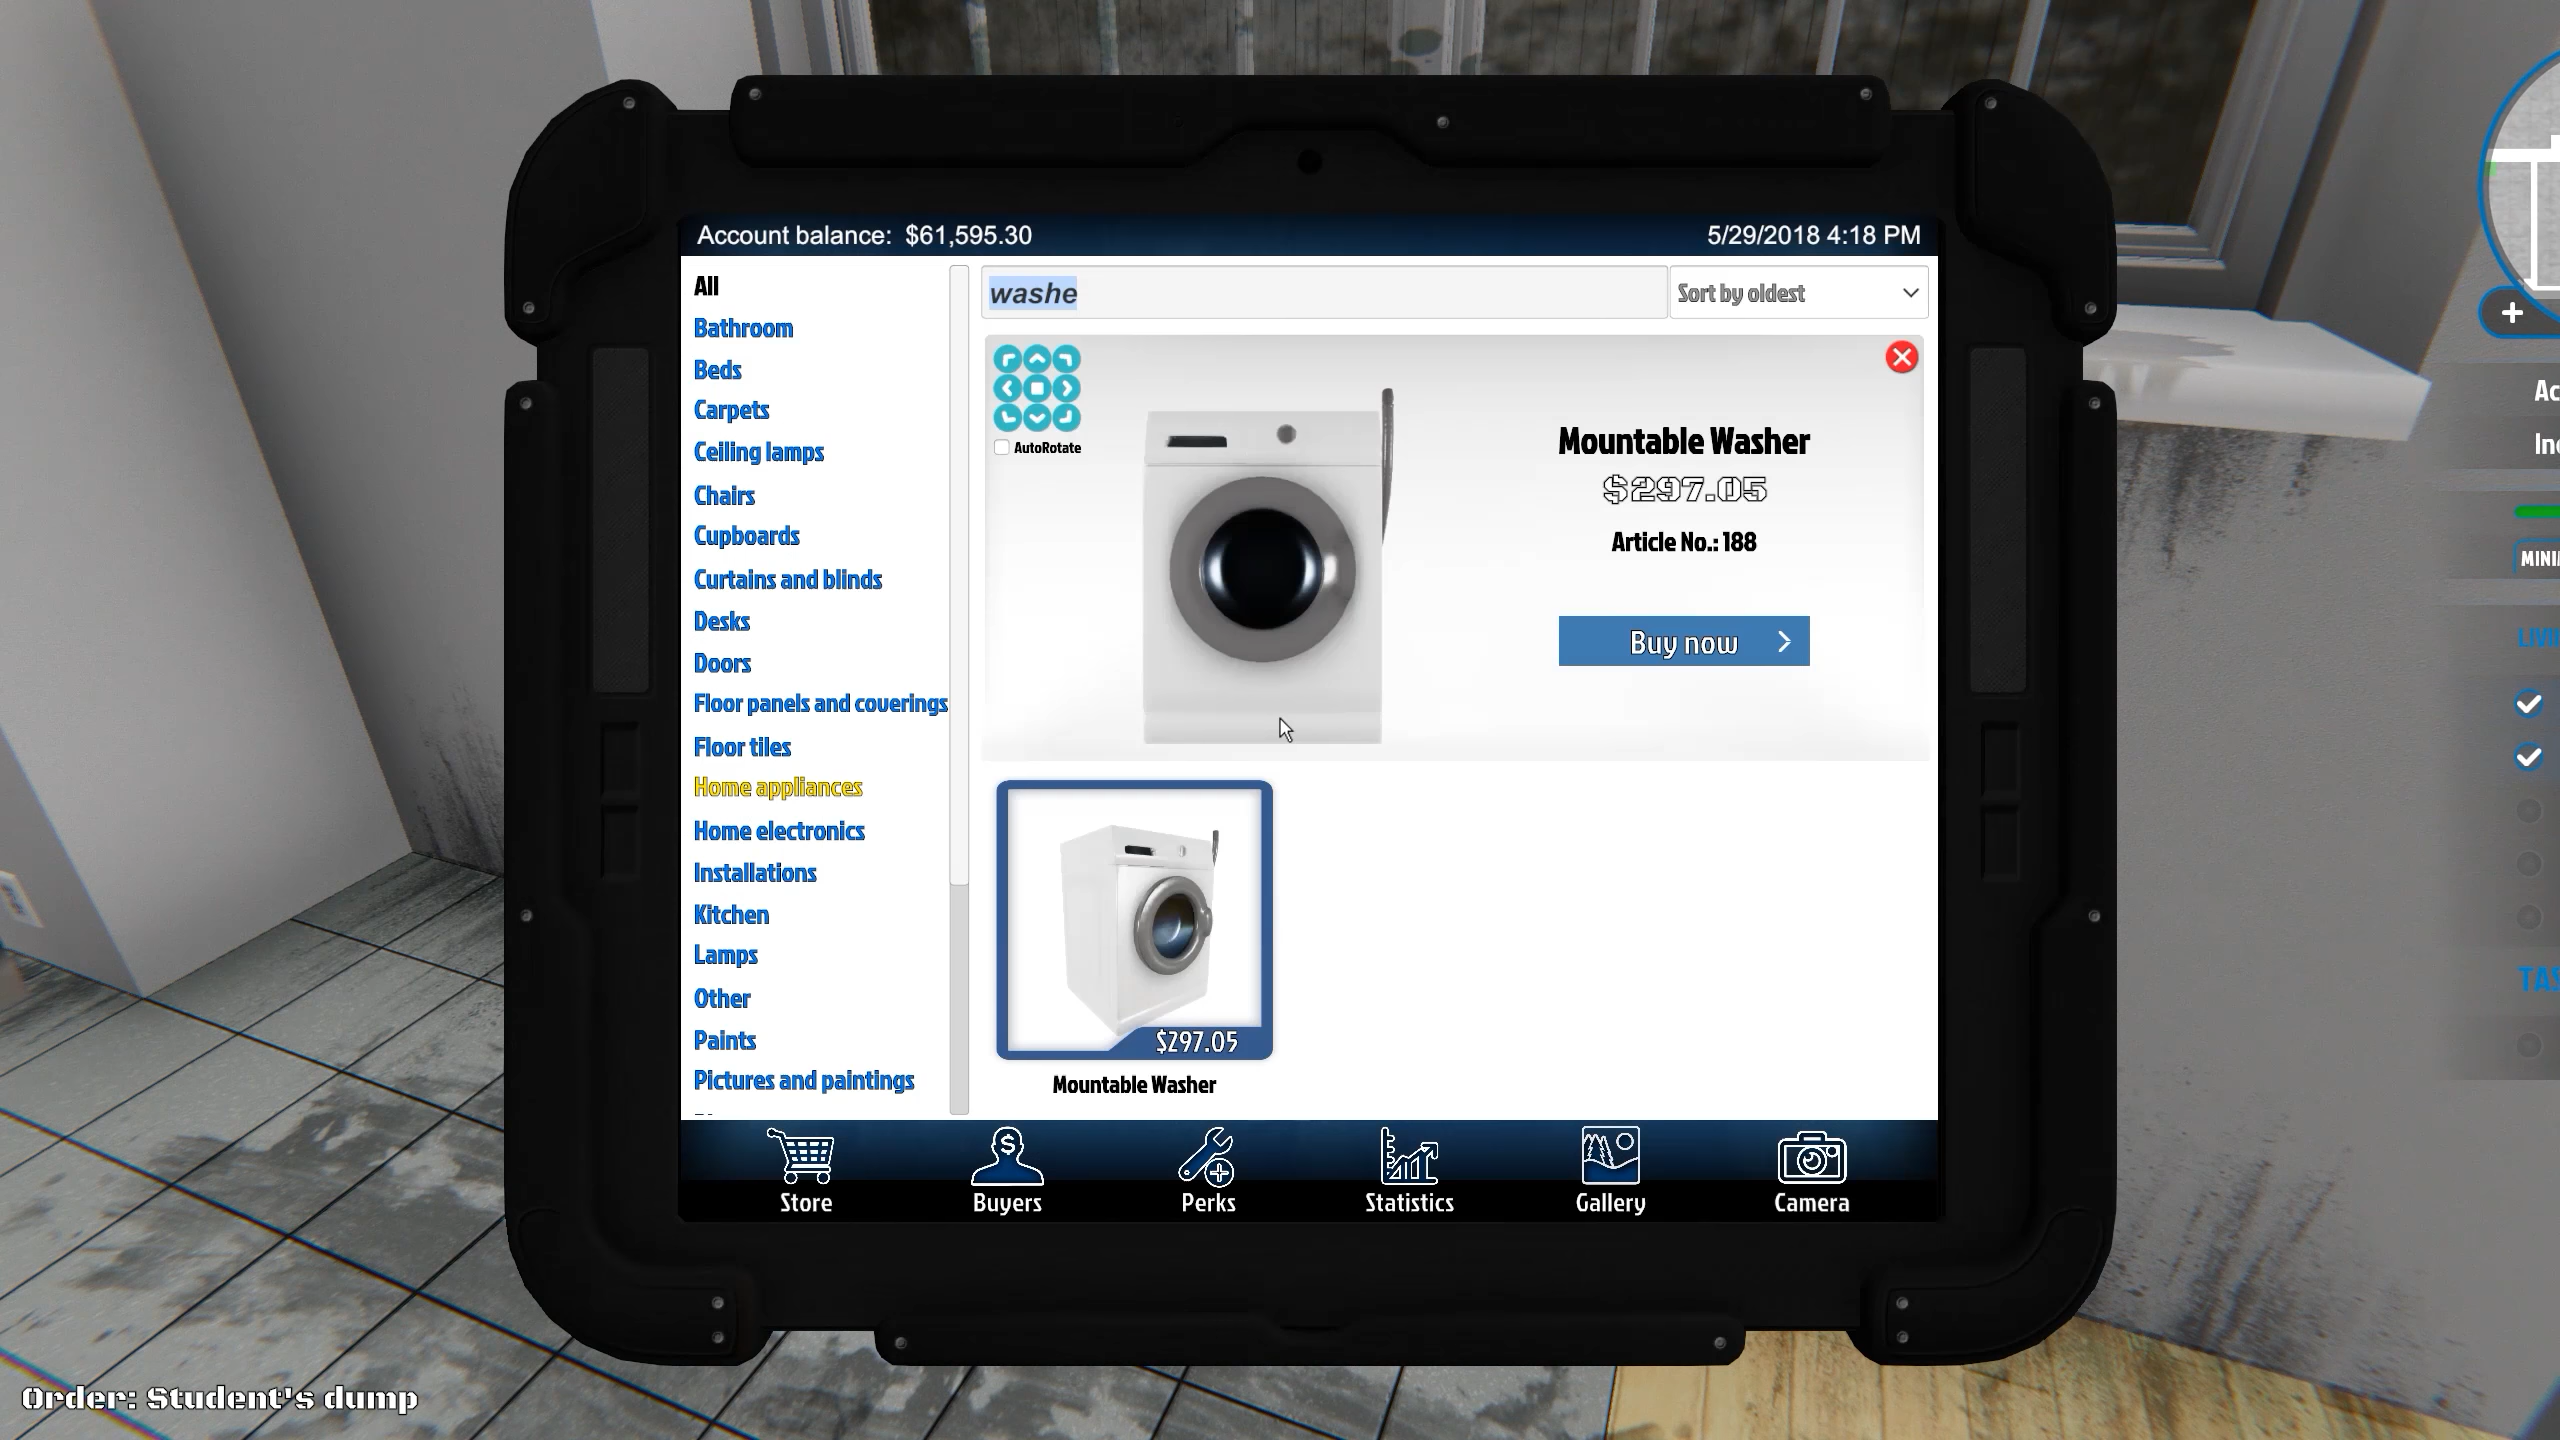 Account balance: $61,595.30
5/29/2018 4:18 PM
All
Bathroom
Beds
Carpets
Ceiling lamps
Chairs
Cupboards
Curtains and blinds
Desks
Doors
Floor panels and coverings
Floor tiles
Home appliances
Home electronics
Installations
Kitchen
Lamps
Other
Paints
Pictures and paintings
washe
Sort by oldest
AutoRotate
Mountable Washer
$297.05
Article No.: 188
Buy now
$297.05
Mountable Washer
Store
Buyers
Perks
Statistics
Gallery
Camera
Order: Student's dump